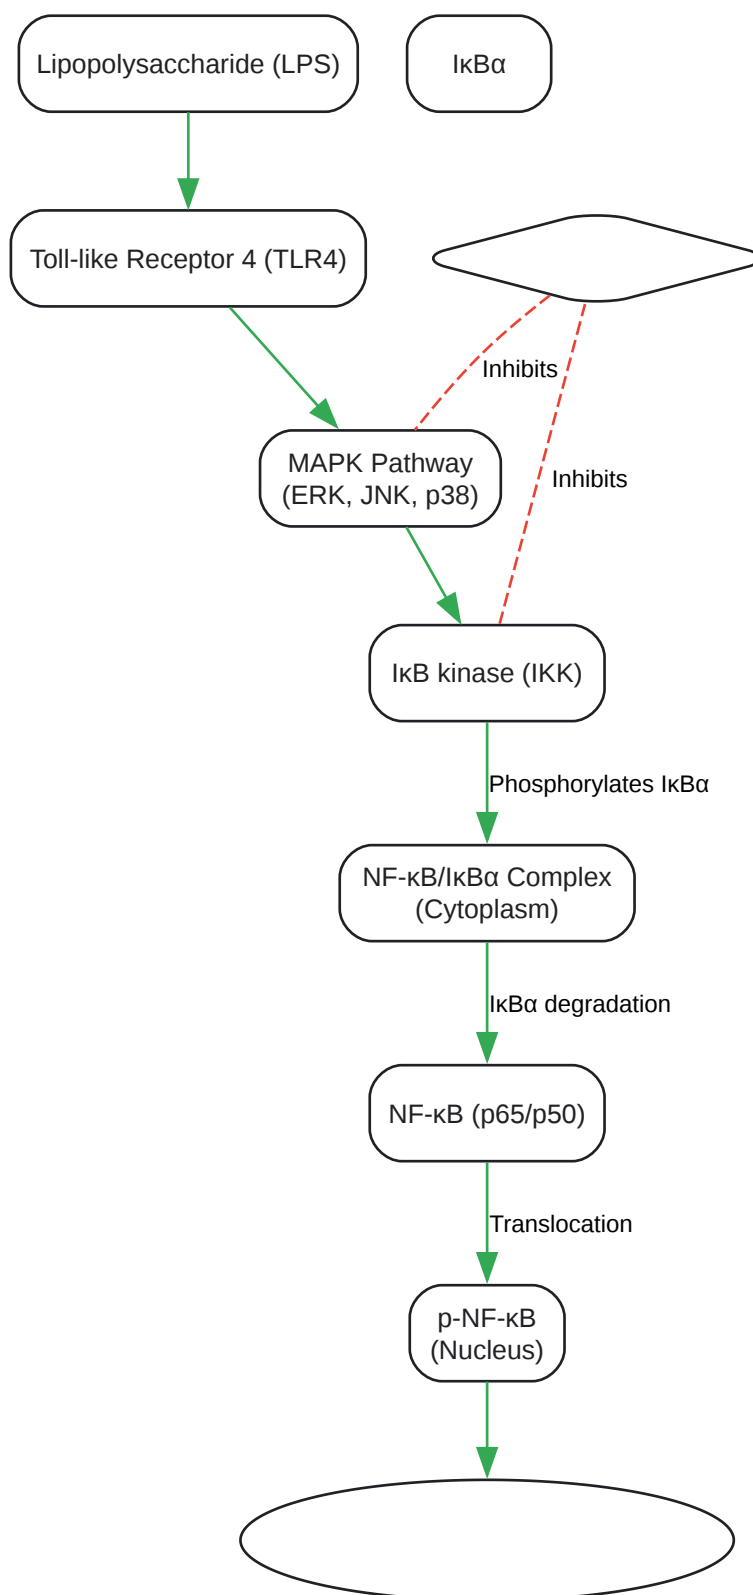 Lipopolysaccharide (LPS)
IκBα
Toll-like Receptor 4 (TLR4)
Inhibits
MAPK Pathway
(ERK, JNK, p38)
Inhibits
IκB kinase (IKK)
Phosphorylates IκBα
NF-κB/IκBα Complex
(Cytoplasm)
IκBα degradation
NF-κB (p65/p50)
Translocation
p-NF-κB
(Nucleus)